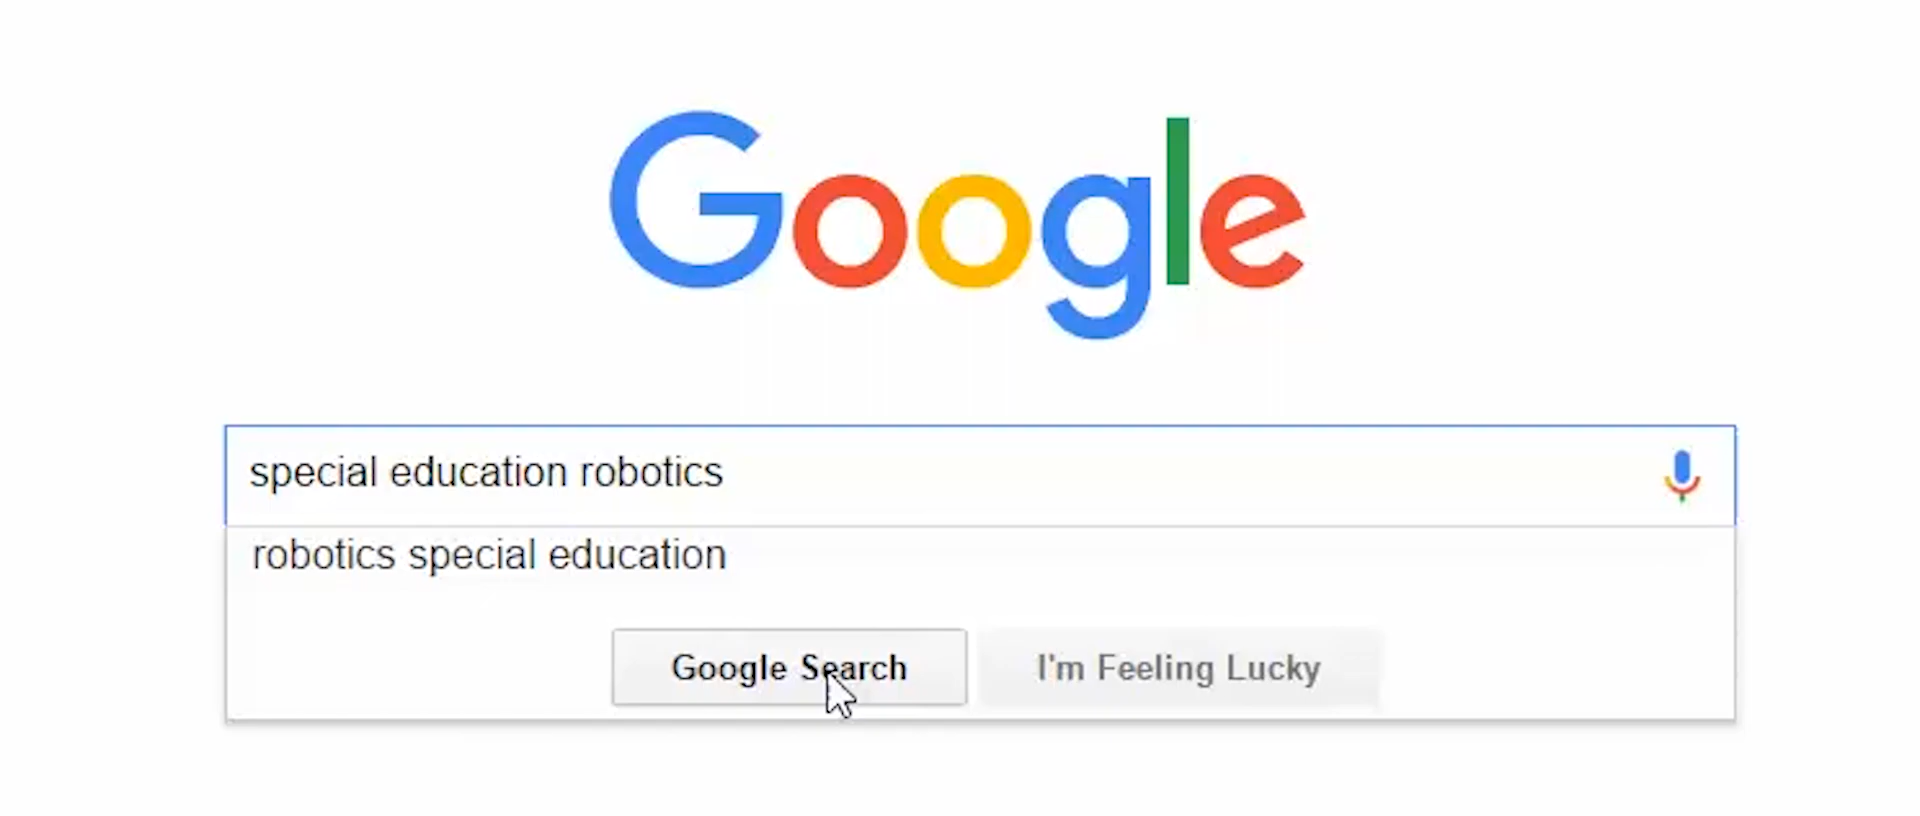 Google
special education robotics
robotics special education
Google Search
I'm Feeling Lucky